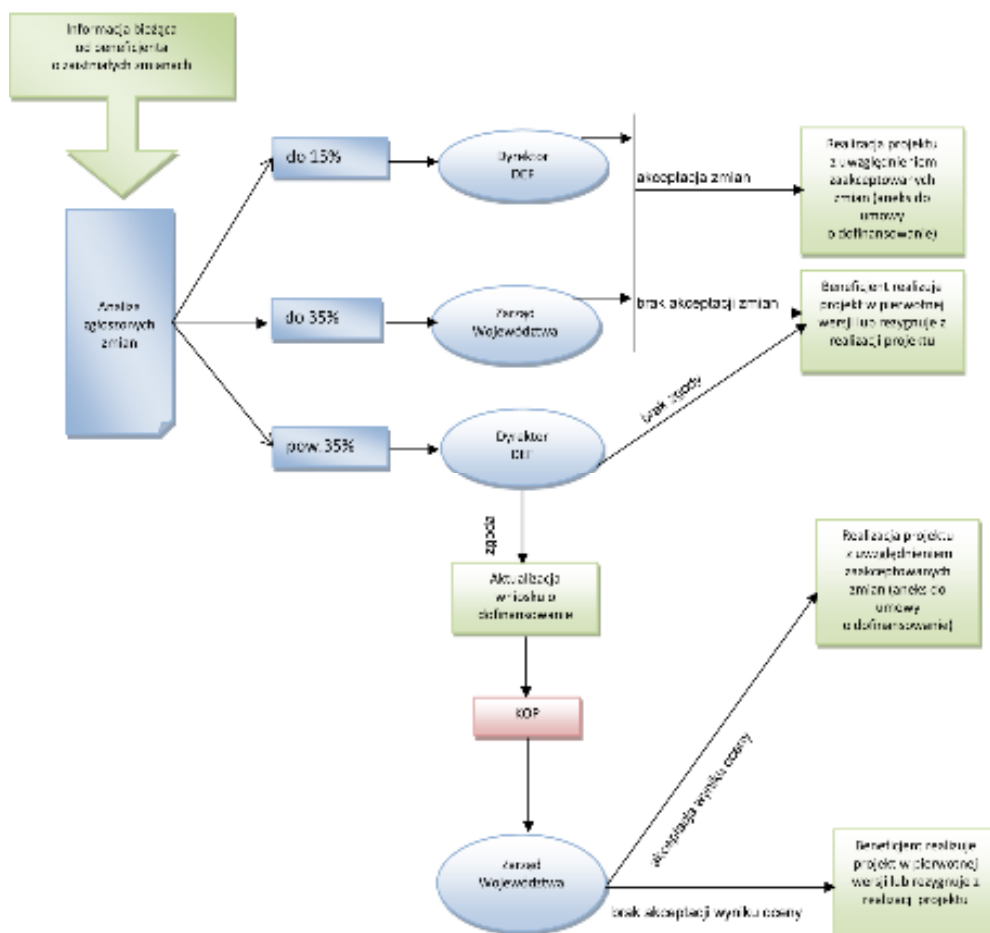 Informacja bieżąca
od beneficjenta
o zaistniałych zmianach
Analiza
zgłoszonych
zmian
do 15%
Dyrektor
akceptacja zmian
Realizacja projektu
z uwzględnieniem
zaakceptowanych
zmian (aneks do
umowy
o dofinansowanie)
do 35%
Zarząd
Województwa
brak akceptacji zmian
Beneficjent realizuje
projekt w pierwotnej
wersji lub rezygnuje z
realizacji projektu
pow. 35%
Dyrektor
brak zgody
zgoda
Aktualizacja
wniosku o
dofinansowanie
KOP
Zarząd
Województwa
akceptacja wyniku oceny
Realizacja projektu
z uwzględnieniem
zaakceptowanych
zmian (aneks do
umowy
o dofinansowanie)
brak akceptacji wyniku oceny
Beneficjent realizuje
projekt w pierwotnej
wersji lub rezygnuje z
realizacji projektu